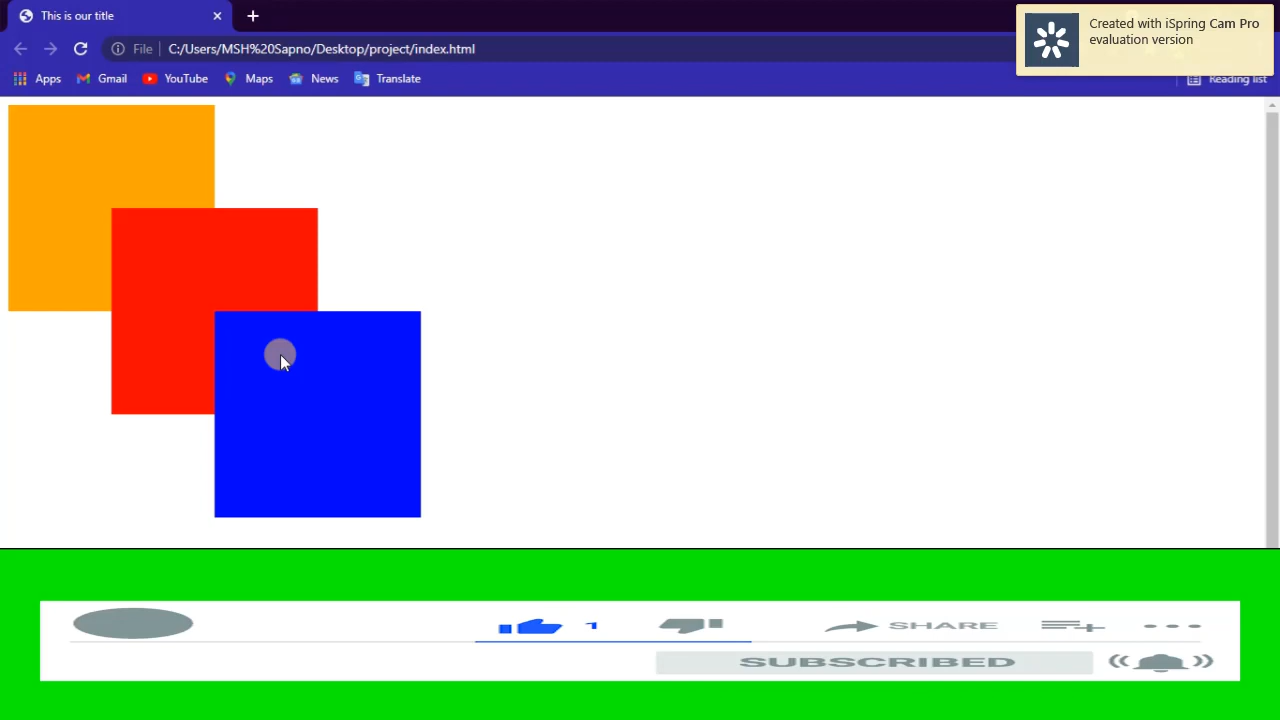 This is our title
Created with iSpring Cam Pro
evaluation version
File
C:/Users/MSH%20Sapno/Desktop/project/index.html
Apps
Gmail
YouTube
Maps
News
Translate
Reading list
1
SHARE
SUBSCRIBED